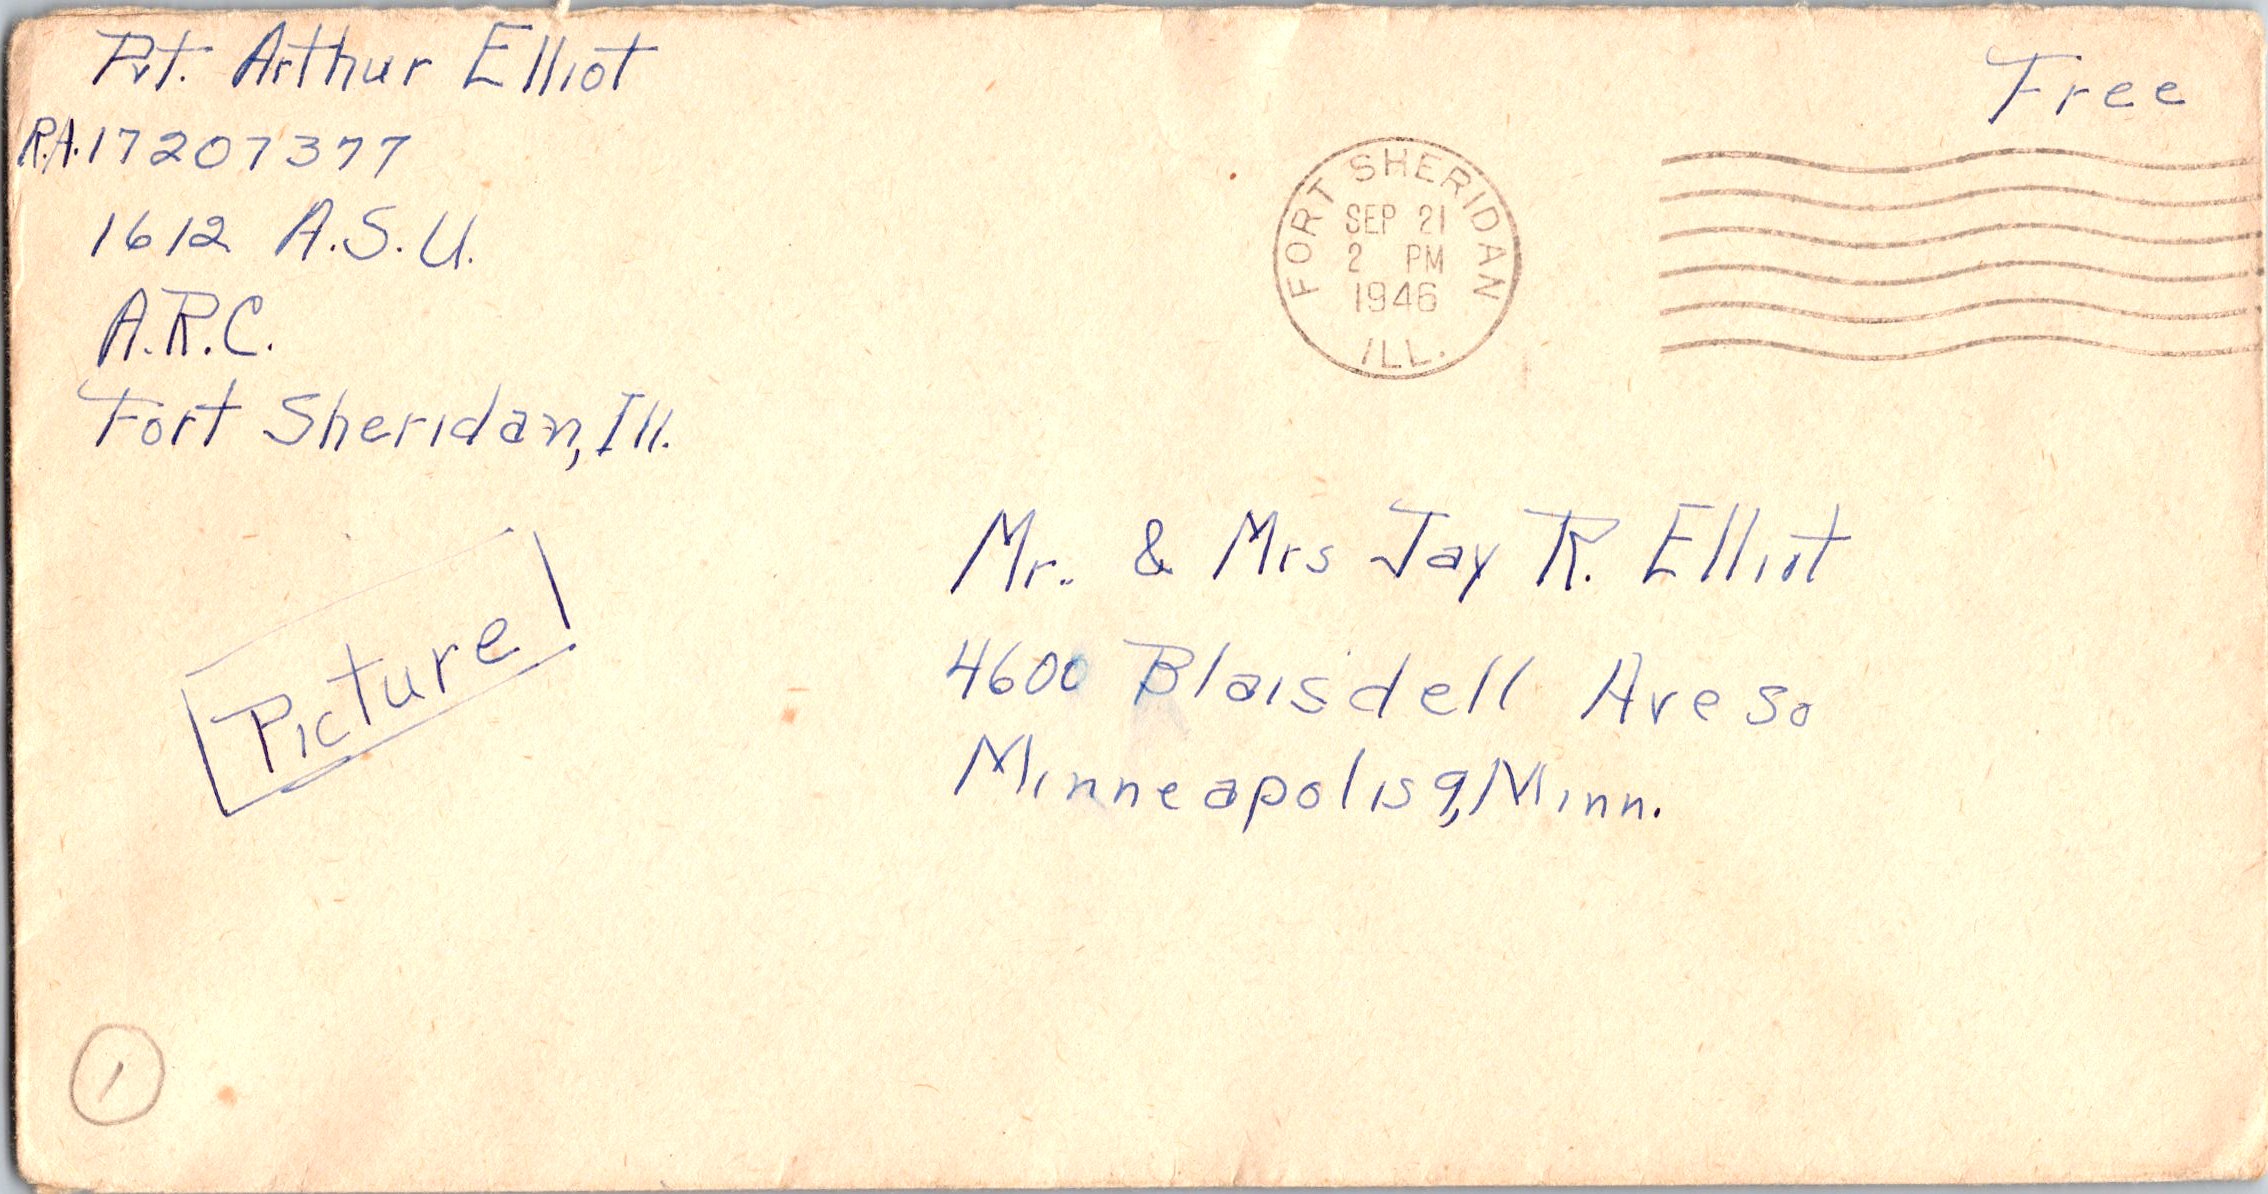 Pvt. Arthur Elliot
R.A. 17207377
1612 A.S.U.
A.R.C.
Fort Sheridan, Ill.
Free
FORT SHERIDAN
SEP 21
2 PM
1946
ILL.
Mr. & Mrs Jay R. Elliot
4600 Blaisdell Ave So
Minneapolis 9, Minn.
Picture
1